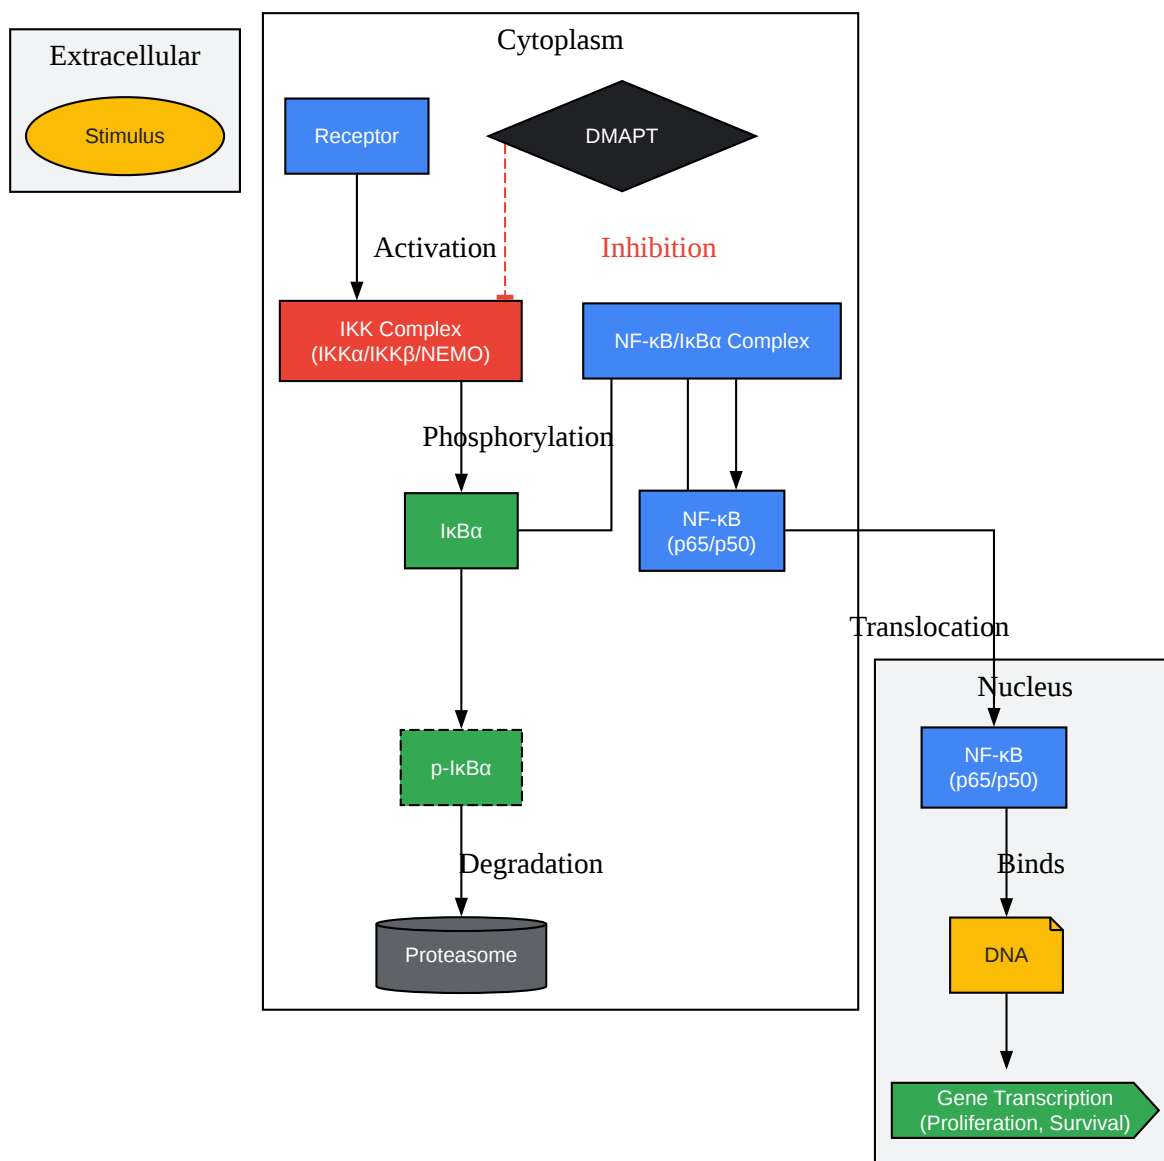 Extracellular
Stimulus
Cytoplasm
Receptor
DMAPT
Activation
Inhibition
IKK Complex
(IKKα/IKKβ/NEMO)
NF-κB/IκBα Complex
Phosphorylation
IκBα
NF-κB
(p65/p50)
Translocation
p-IκBα
Degradation
Proteasome
Nucleus
NF-κB
(p65/p50)
Binds
DNA
Gene Transcription
(Proliferation, Survival)